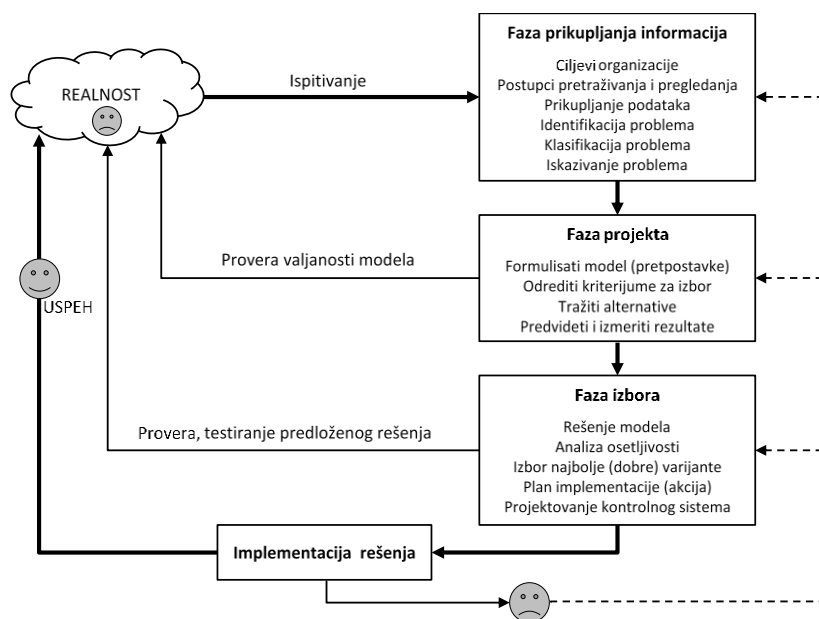 Faza prikupljanja informacija
Ciljevi organizacije
Postupci pretraživanja i pregledanja
Prikupljanje podataka
Identifikacija problema
Klasifikacija problema
Iskazivanje problema
Ispitivanje
REALNOST
Faza projekta
Formulisati model (pretpostavke)
Odrediti kriterijume za izbor
Tražiti alternative
Predvideti i izmeriti rezultate
Provera valjanosti modela
USPEH
Faza izbora
Rešenje modela
Analiza osetljivosti
Izbor najbolje (dobre) varijante
Plan implementacije (akcija)
Projektovanje kontrolnog sistema
Provera, testiranje predloženog rešenja
Implementacija rešenja